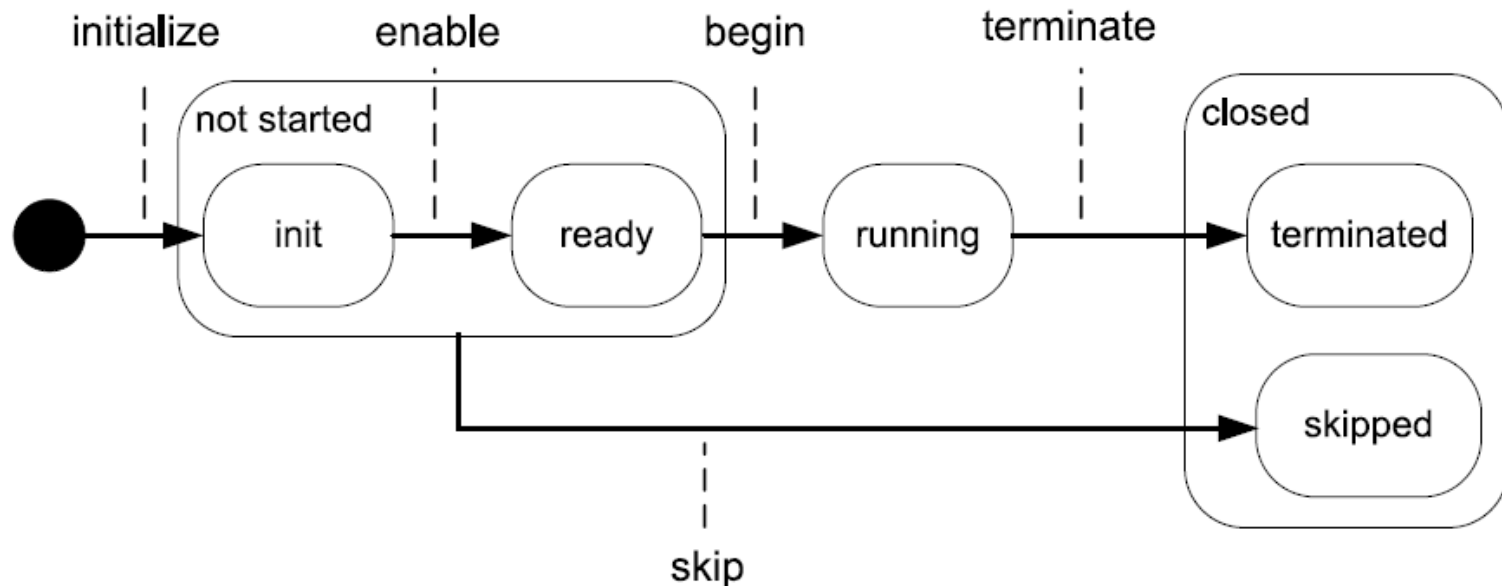 initialize
enable
begin
terminate
not started
closed
init
ready
running
terminated
skipped
skip